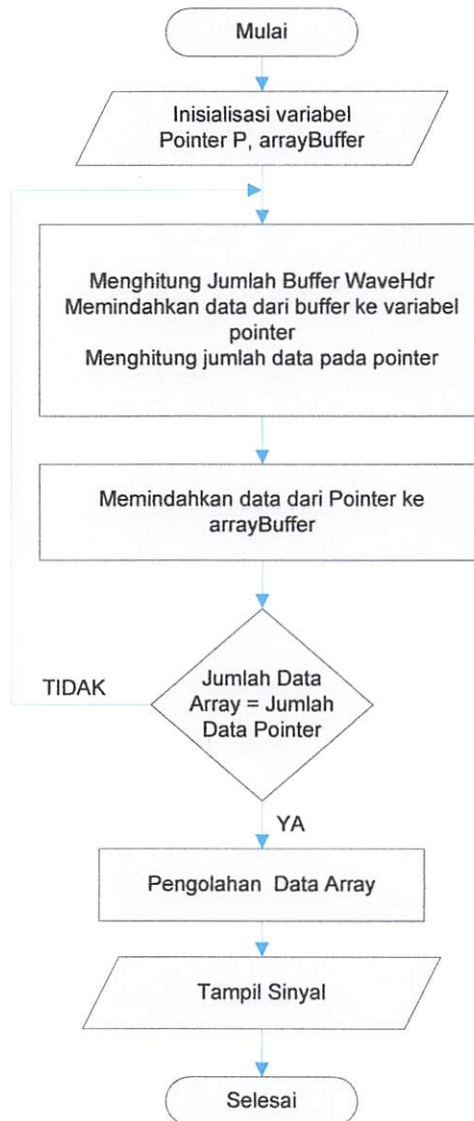 Mulai
Inisialisasi variabel
Pointer P, arrayBuffer
Menghitung Jumlah Buffer WaveHdr
Memindahkan data dari buffer ke variabel
pointer
Menghitung jumlah data pada pointer
Memindahkan data dari Pointer ke
arrayBuffer
Jumlah Data
Array = Jumlah
Data Pointer
TIDAK
YA
Pengolahan Data Array
Tampil Sinyal
Selesai